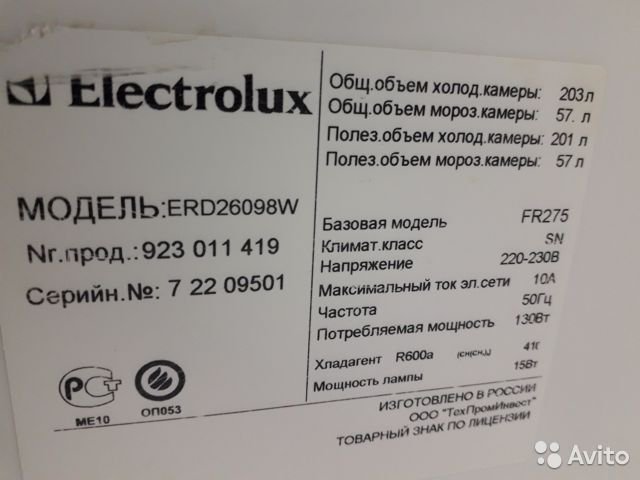 Electrolux
МОДЕЛЬ:ERD26098W
Nr.прод.:923 011 419
Серийн.№: 7 22 09501
МЕ10
ОП053
Общ.объем холод.камеры: 203л
Общ.объем мороз.камеры: 57. л
Полез.объем холод.камеры: 201 л
Полез.объем мороз.камеры: 57 л
Базовая модель FR275
Климат.класс SN
Напряжение 220-230В
Максимальный ток эл.сети 10А
Частота 50Гц
Потребляемая мощность 130Вт
Хладагент R600a
Мощность лампы 15Вт
ИЗГОТОВЛЕНО В РОССИИ
ООО "ТехПромИнвест"
ТОВАРНЫЙ ЗНАК ПО ЛИЦЕНЗИИ
Avito